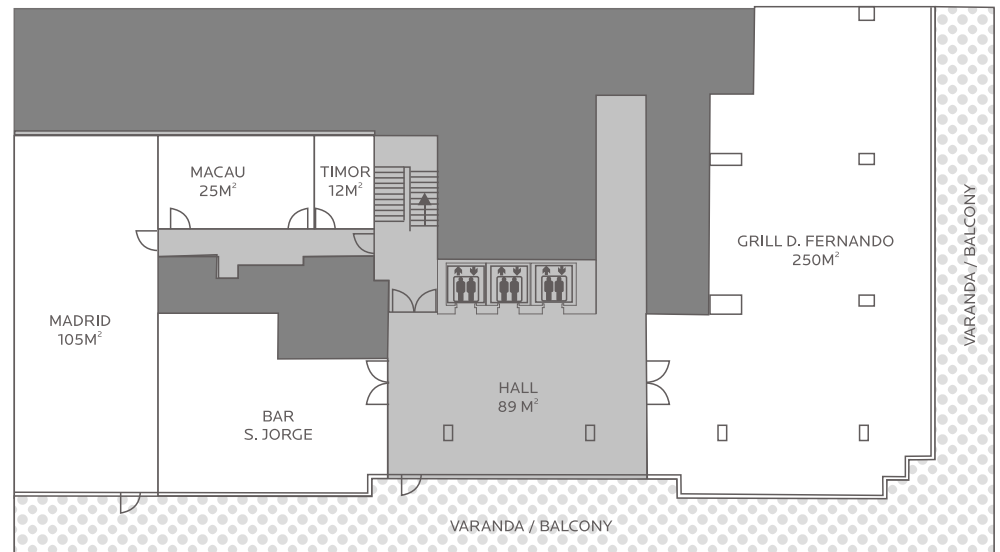 MACAU
25M²
TIMOR
12M²
GRILL D. FERNANDO
250M²
VARANDA / BALCONY
MADRID
105M²
HALL
89 M²
BAR
S. JORGE
VARANDA / BALCONY